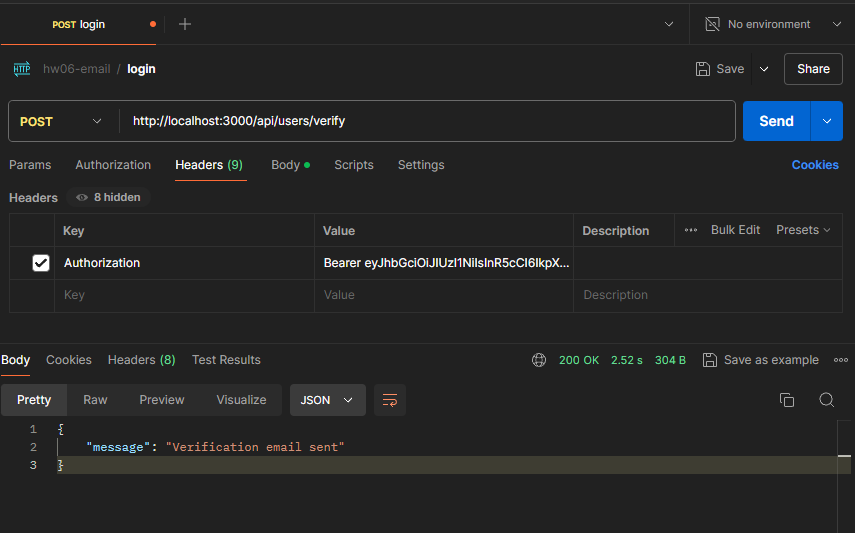 POST login
No environment
HTTP hw06-email / login Save Share
POST http://localhost:3000/api/users/verify Send
Params Authorization Headers (9) Body Scripts Settings Cookies
Headers 8 hidden
Key Value Description Bulk Edit Presets
Authorization Bearer eyJhbGciOiJIUzI1NiIsInR5cCI6IkpX...
Key Value Description
Body Cookies Headers (8) Test Results 200 OK 2.52 s 304 B Save as example
Pretty Raw Preview Visualize JSON
1 {
2 "message": "Verification email sent"
3 }